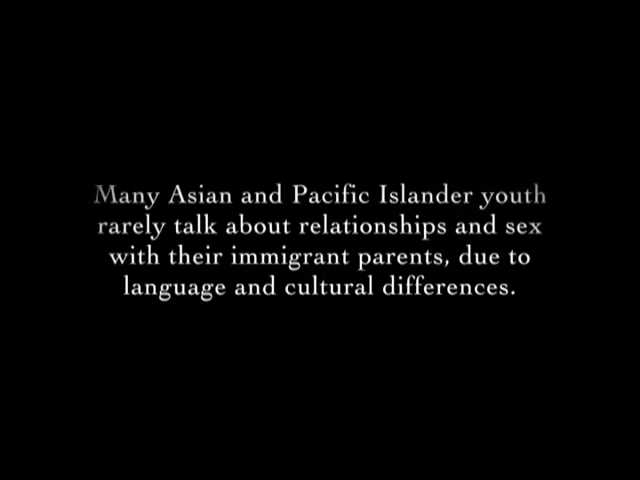 Many Asian and Pacific Islander youth
rarely talk about relationships and sex
with their immigrant parents, due to
language and cultural differences.